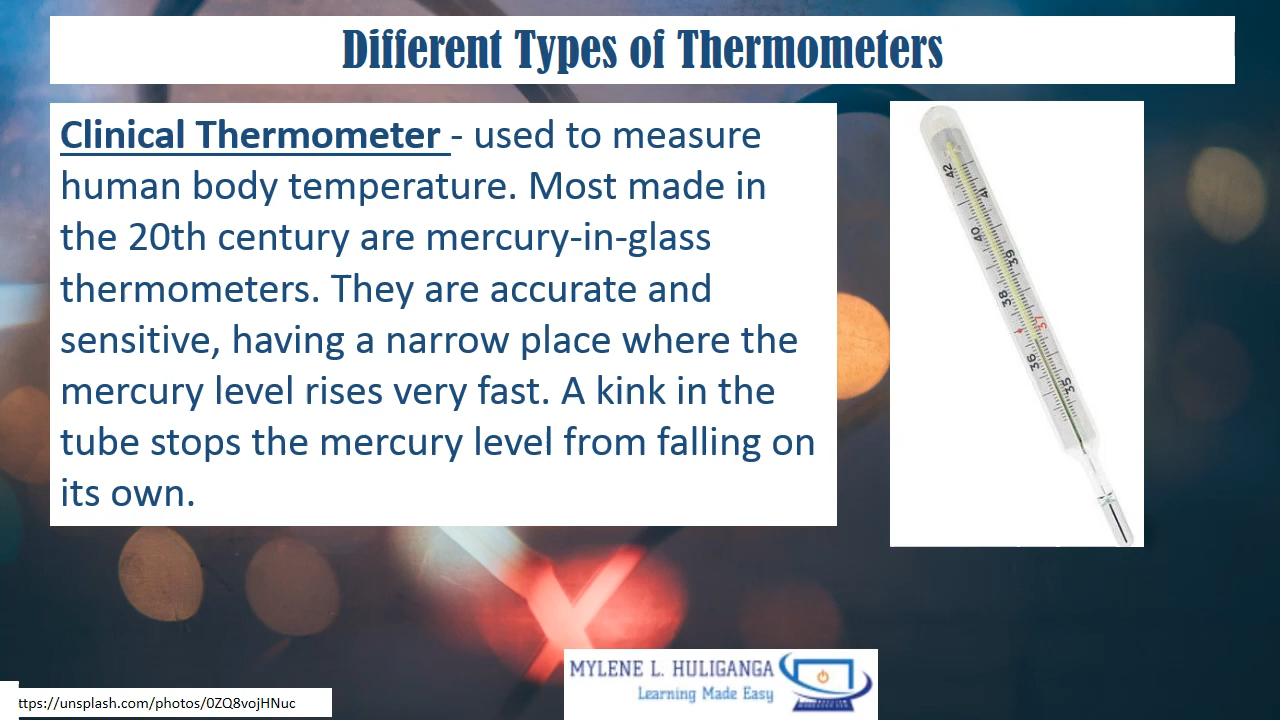 Different Types of Thermometers
Clinical Thermometer - used to measure
human body temperature. Most made in
the 20th century are mercury-in-glass
thermometers. They are accurate and
sensitive, having a narrow place where the
mercury level rises very fast. A kink in the
tube stops the mercury level from falling on
its own.
42
41
40
39
38
37
36
35
MYLENE L. HULIGANGA
Learning Made Easy
ttps://unsplash.com/photos/0ZQ8vojHNuc